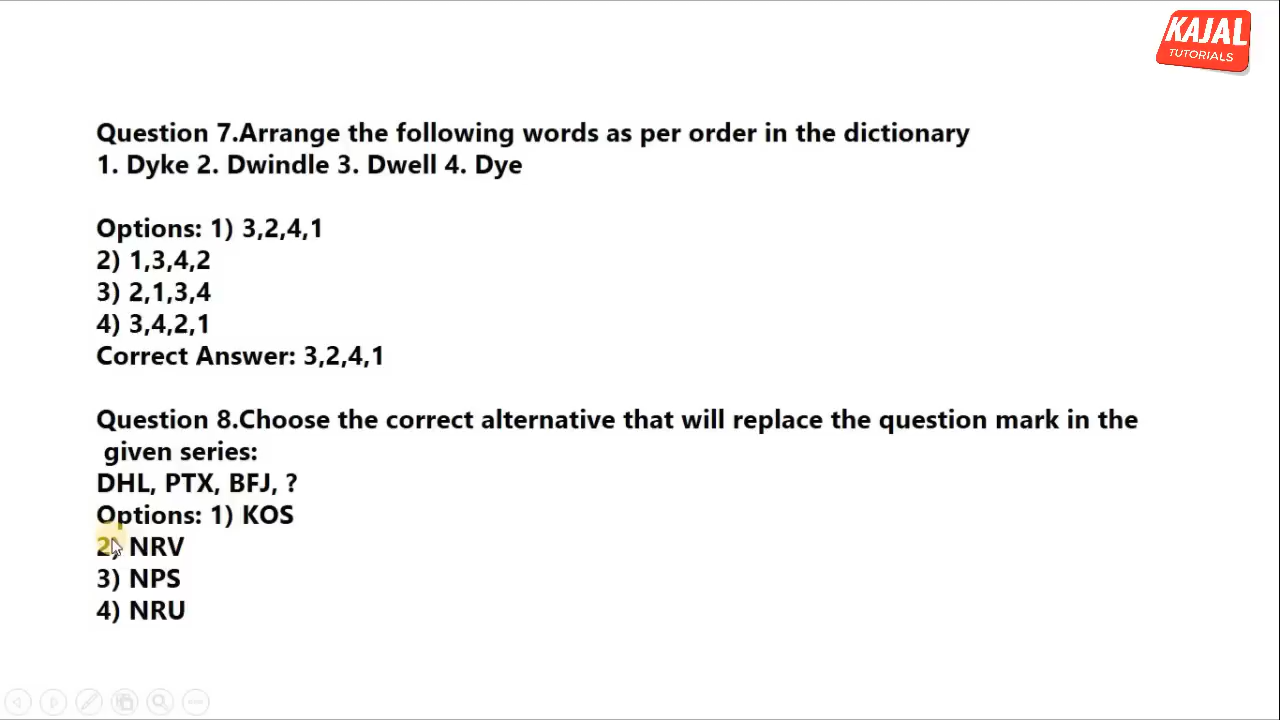 KAJAL
TUTORIALS
Question 7.Arrange the following words as per order in the dictionary
1. Dyke 2. Dwindle 3. Dwell 4. Dye
Options: 1) 3,2,4,1
2) 1,3,4,2
3) 2,1,3,4
4) 3,4,2,1
Correct Answer: 3,2,4,1
Question 8.Choose the correct alternative that will replace the question mark in the
given series:
DHL, PTX, BFJ, ?
Options: 1) KOS
2) NRV
3) NPS
4) NRU